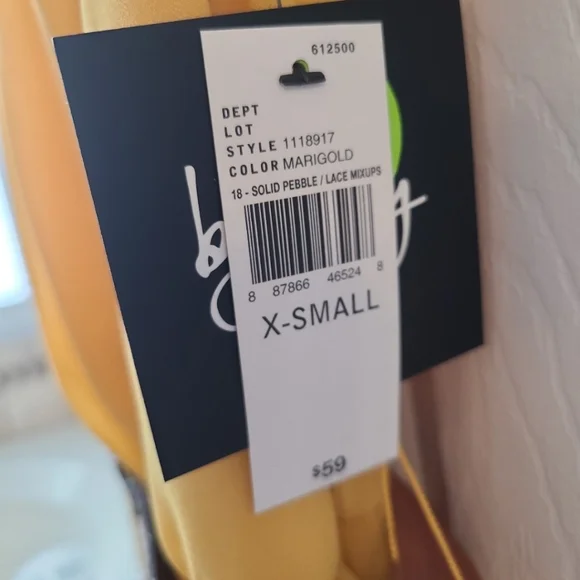 612500
DEPT
LOT
STYLE 1118917
COLOR MARIGOLD
18 - SOLID PEBBLE / LACE MIXUPS
8 87866 46524 8
X-SMALL
$59